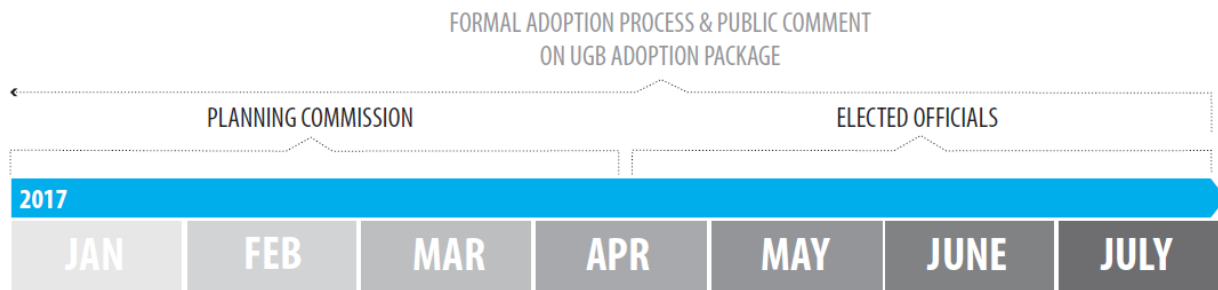 FORMAL ADOPTION PROCESS & PUBLIC COMMENT
ON UGB ADOPTION PACKAGE
PLANNING COMMISSION
ELECTED OFFICIALS
2017
JAN
FEB
MAR
APR
MAY
JUNE
JULY